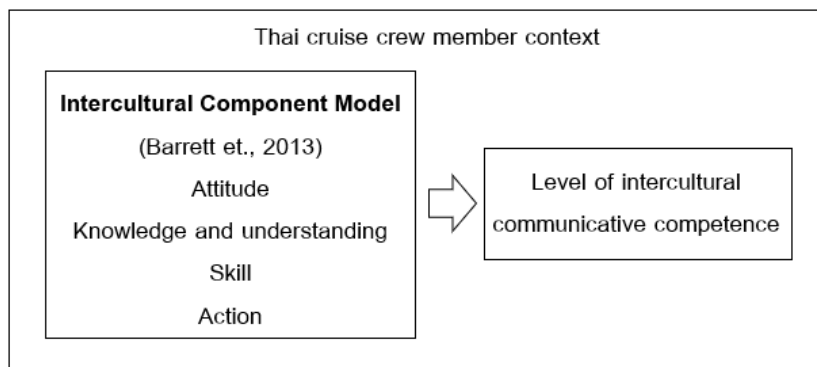 Thai cruise crew member context
Intercultural Component Model
(Barrett et., 2013)
Attitude
Knowledge and understanding
Skill
Action
Level of intercultural
communicative competence